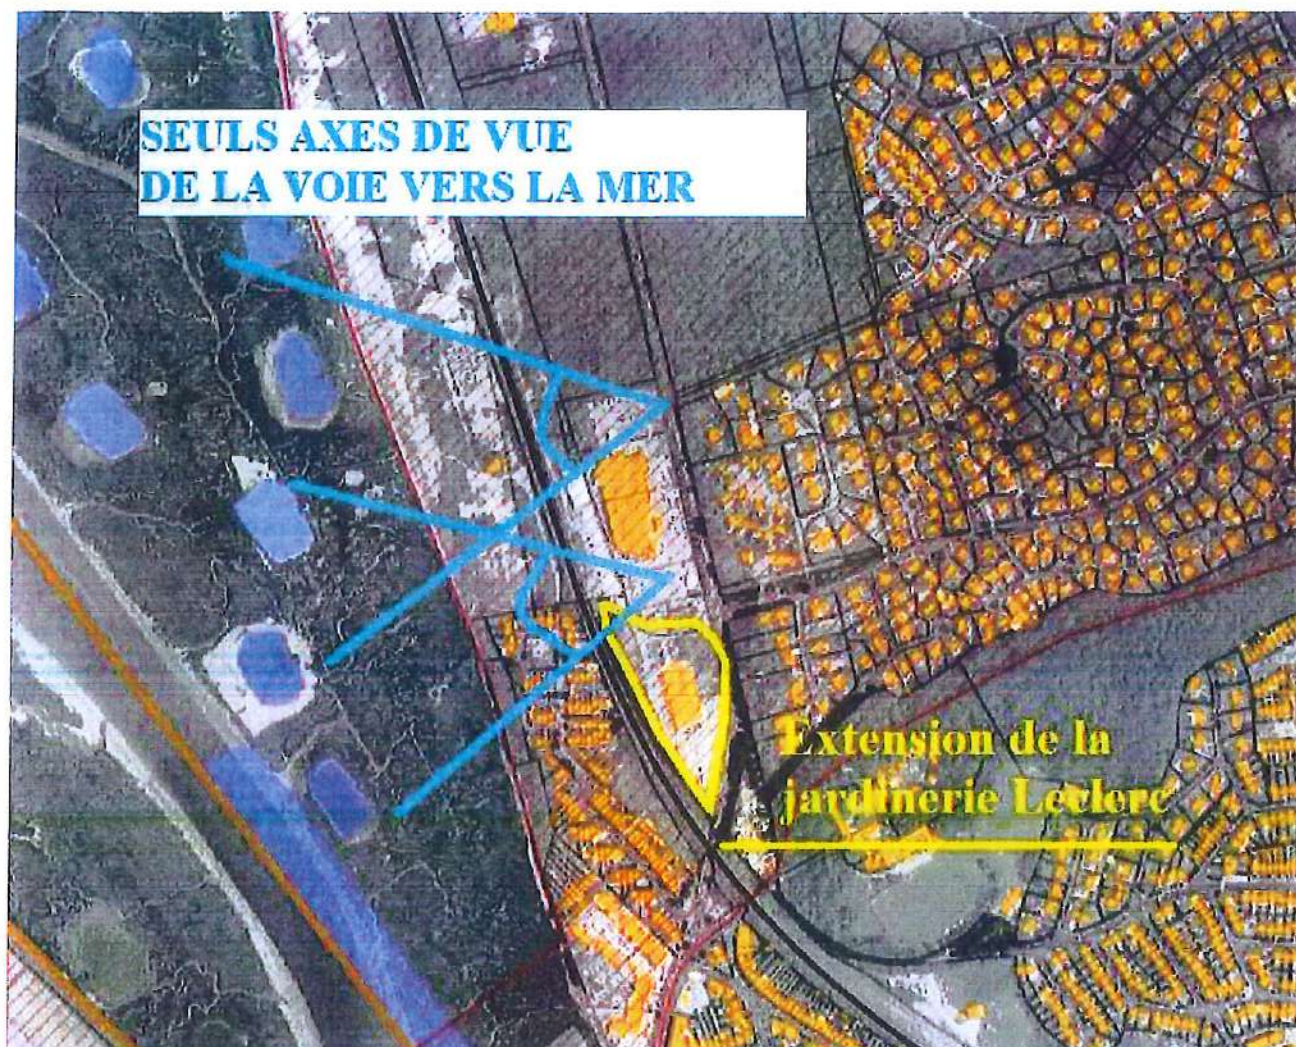 SEULS AXES DE VUE
DE LA VOIE VERS LA MER
Extension de la
jardinerie Leclerc